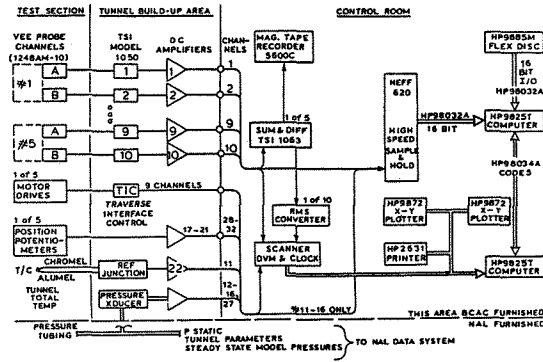 TEST SECTION
TUNNEL BUILD-UP AREA
CONTROL ROOM
VEE PROBE
CHANNELS
(1248AM-10)
TSI
MODEL
1050
DC
AMPLIFIERS
CHAN-
NELS
MAG. TAPE
RECORDER
5600C
HP9885M
FLEX DISC
#1
A
1
1
1
B
2
2
2
16
BIT
I/O
HP98032A
NEFF
620
HIGH
SPEED
SAMPLE
&
HOLD
HP98032A
16 BIT
HP9825T
COMPUTER
1 of 5
SUM & DIFF
TSI 1063
#5
A
9
9
9
B
10
10
10
HP98034A
CODES
1 of 5
MOTOR
DRIVES
TIC
9 CHANNELS
TRAVERSE
INTERFACE
CONTROL
1 of 10
RMS
CONVERTER
HP9872
X-Y
PLOTTER
HP9872
X-Y
PLOTTER
1 of 5
POSITION
POTENTIO-
METERS
17-21
28-
32
SCANNER
DVM & CLOCK
HP2631
PRINTER
HP9825T
COMPUTER
T/C
CHROMEL
ALUMEL
REF
JUNCTION
22
11
TUNNEL
TOTAL
TEMP
PRESSURE
XDUCER
12-
16
27
#11-16 ONLY
THIS AREA BCAC FURNISHED
NAL FURNISHED
PRESSURE
TUBING
P STATIC
TUNNEL PARAMETERS
STEADY STATE MODEL PRESSURES
TO NAL DATA SYSTEM